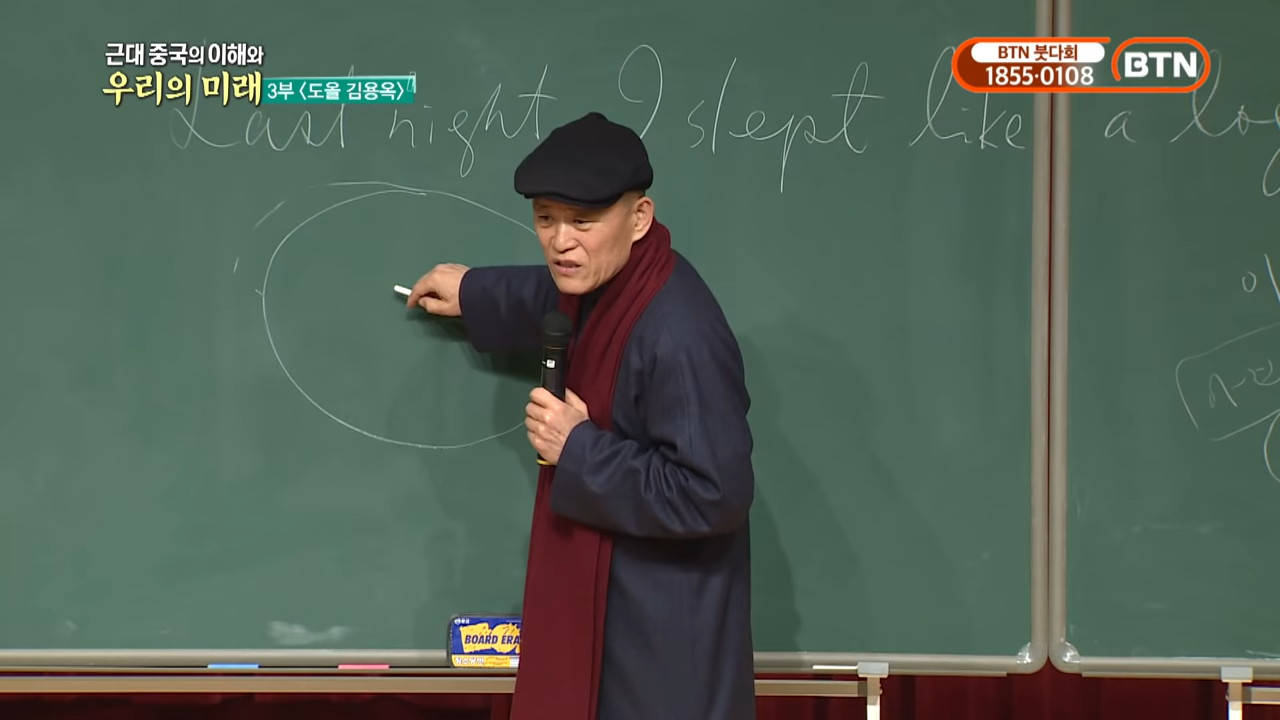 근대 중국의 이해와
우리의 미래 3부 〈도올 김용옥〉
BTN 붓다회
1855·0108
BTN
Last night I slept like a log
BOARD ERA